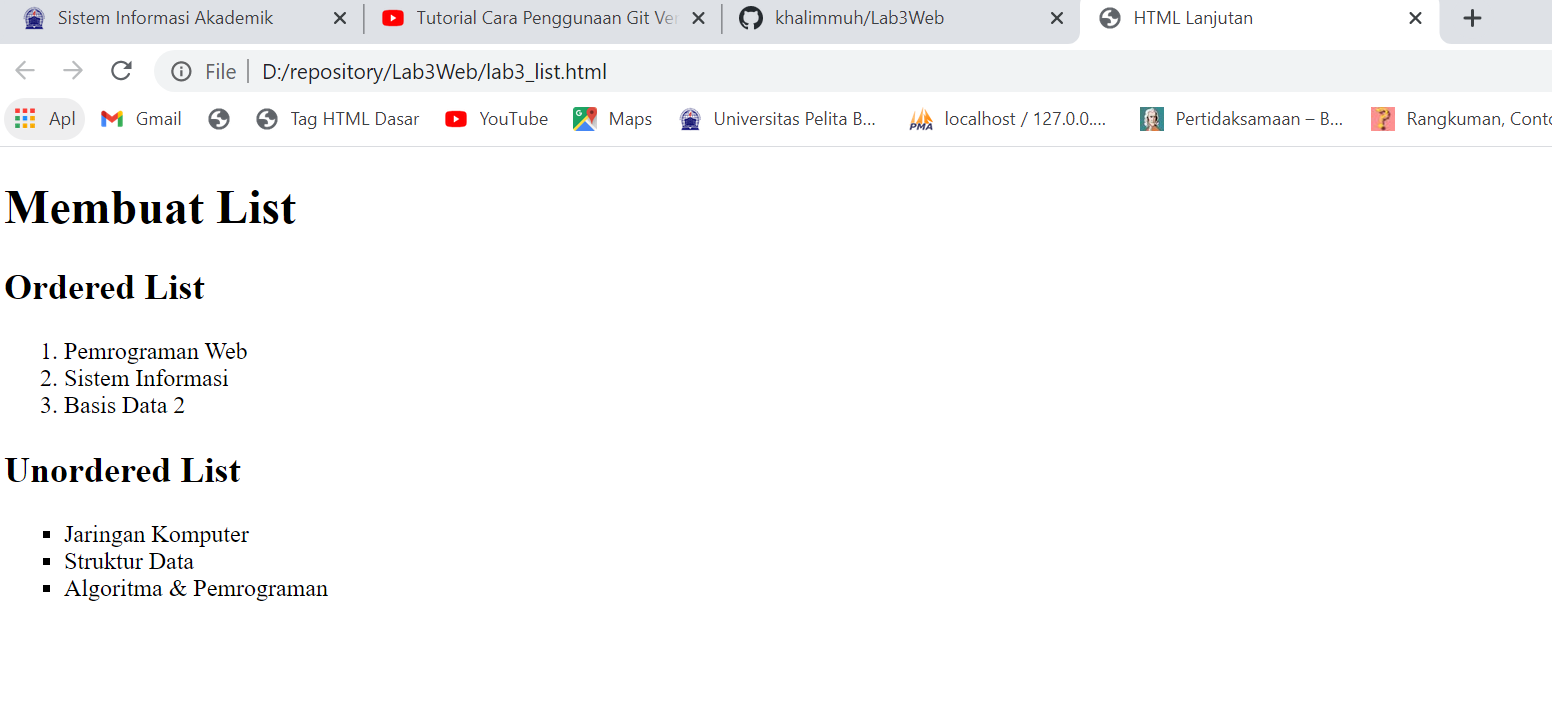 Sistem Informasi Akademik
Tutorial Cara Penggunaan Git Ver
khalimmuh/Lab3Web
HTML Lanjutan
File D:/repository/Lab3Web/lab3_list.html
Apl Gmail Tag HTML Dasar YouTube Maps Universitas Pelita B... PMA localhost / 127.0.0.... Pertidaksamaan – B... Rangkuman, Conto
Membuat List
Ordered List
1. Pemrograman Web
2. Sistem Informasi
3. Basis Data 2
Unordered List
▪ Jaringan Komputer
▪ Struktur Data
▪ Algoritma & Pemrograman